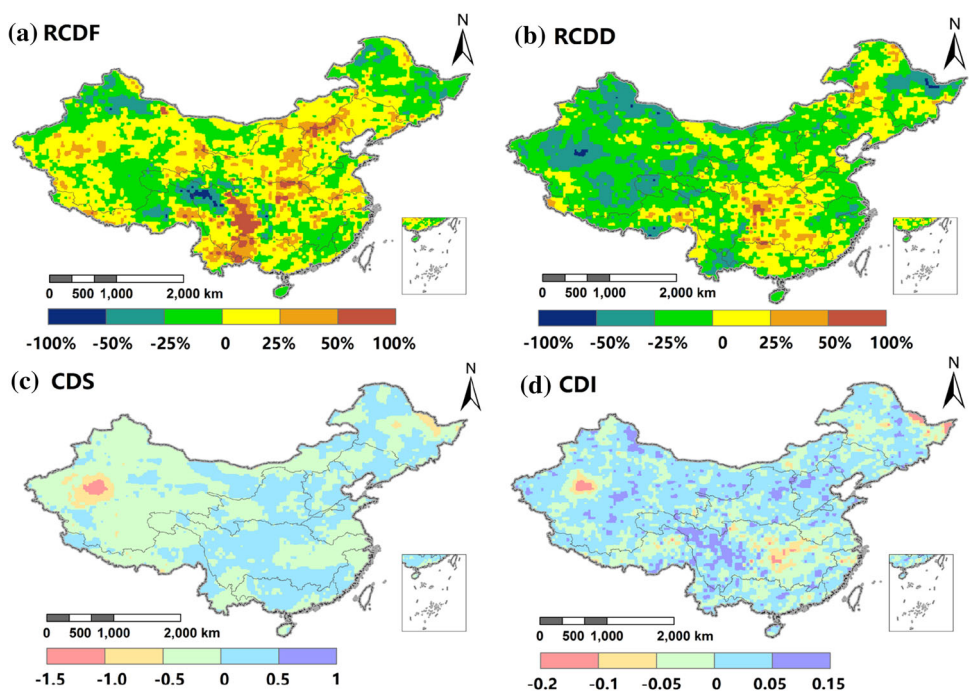 (a) RCDF
N
0 500 1,000 2,000 km
-100% -50% -25% 0 25% 50% 100%
(b) RCDD
N
0 500 1,000 2,000 km
-100% -50% -25% 0 25% 50% 100%
(c) CDS
N
0 500 1,000 2,000 km
-1.5 -1.0 -0.5 0 0.5 1
(d) CDI
N
0 500 1,000 2,000 km
-0.2 -0.1 -0.05 0 0.05 0.15